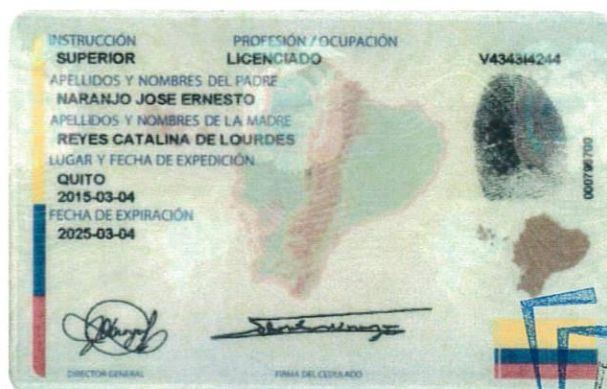 INSTRUCCIÓN PROFESIÓN / OCUPACIÓN
SUPERIOR LICENCIADO V4343I4244
APELLIDOS Y NOMBRES DEL PADRE
NARANJO JOSE ERNESTO
APELLIDOS Y NOMBRES DE LA MADRE
REYES CATALINA DE LOURDES
LUGAR Y FECHA DE EXPEDICIÓN
QUITO
2015-03-04
FECHA DE EXPIRACIÓN
2025-03-04
DIRECTOR GENERAL FIRMA DEL CEDULADO